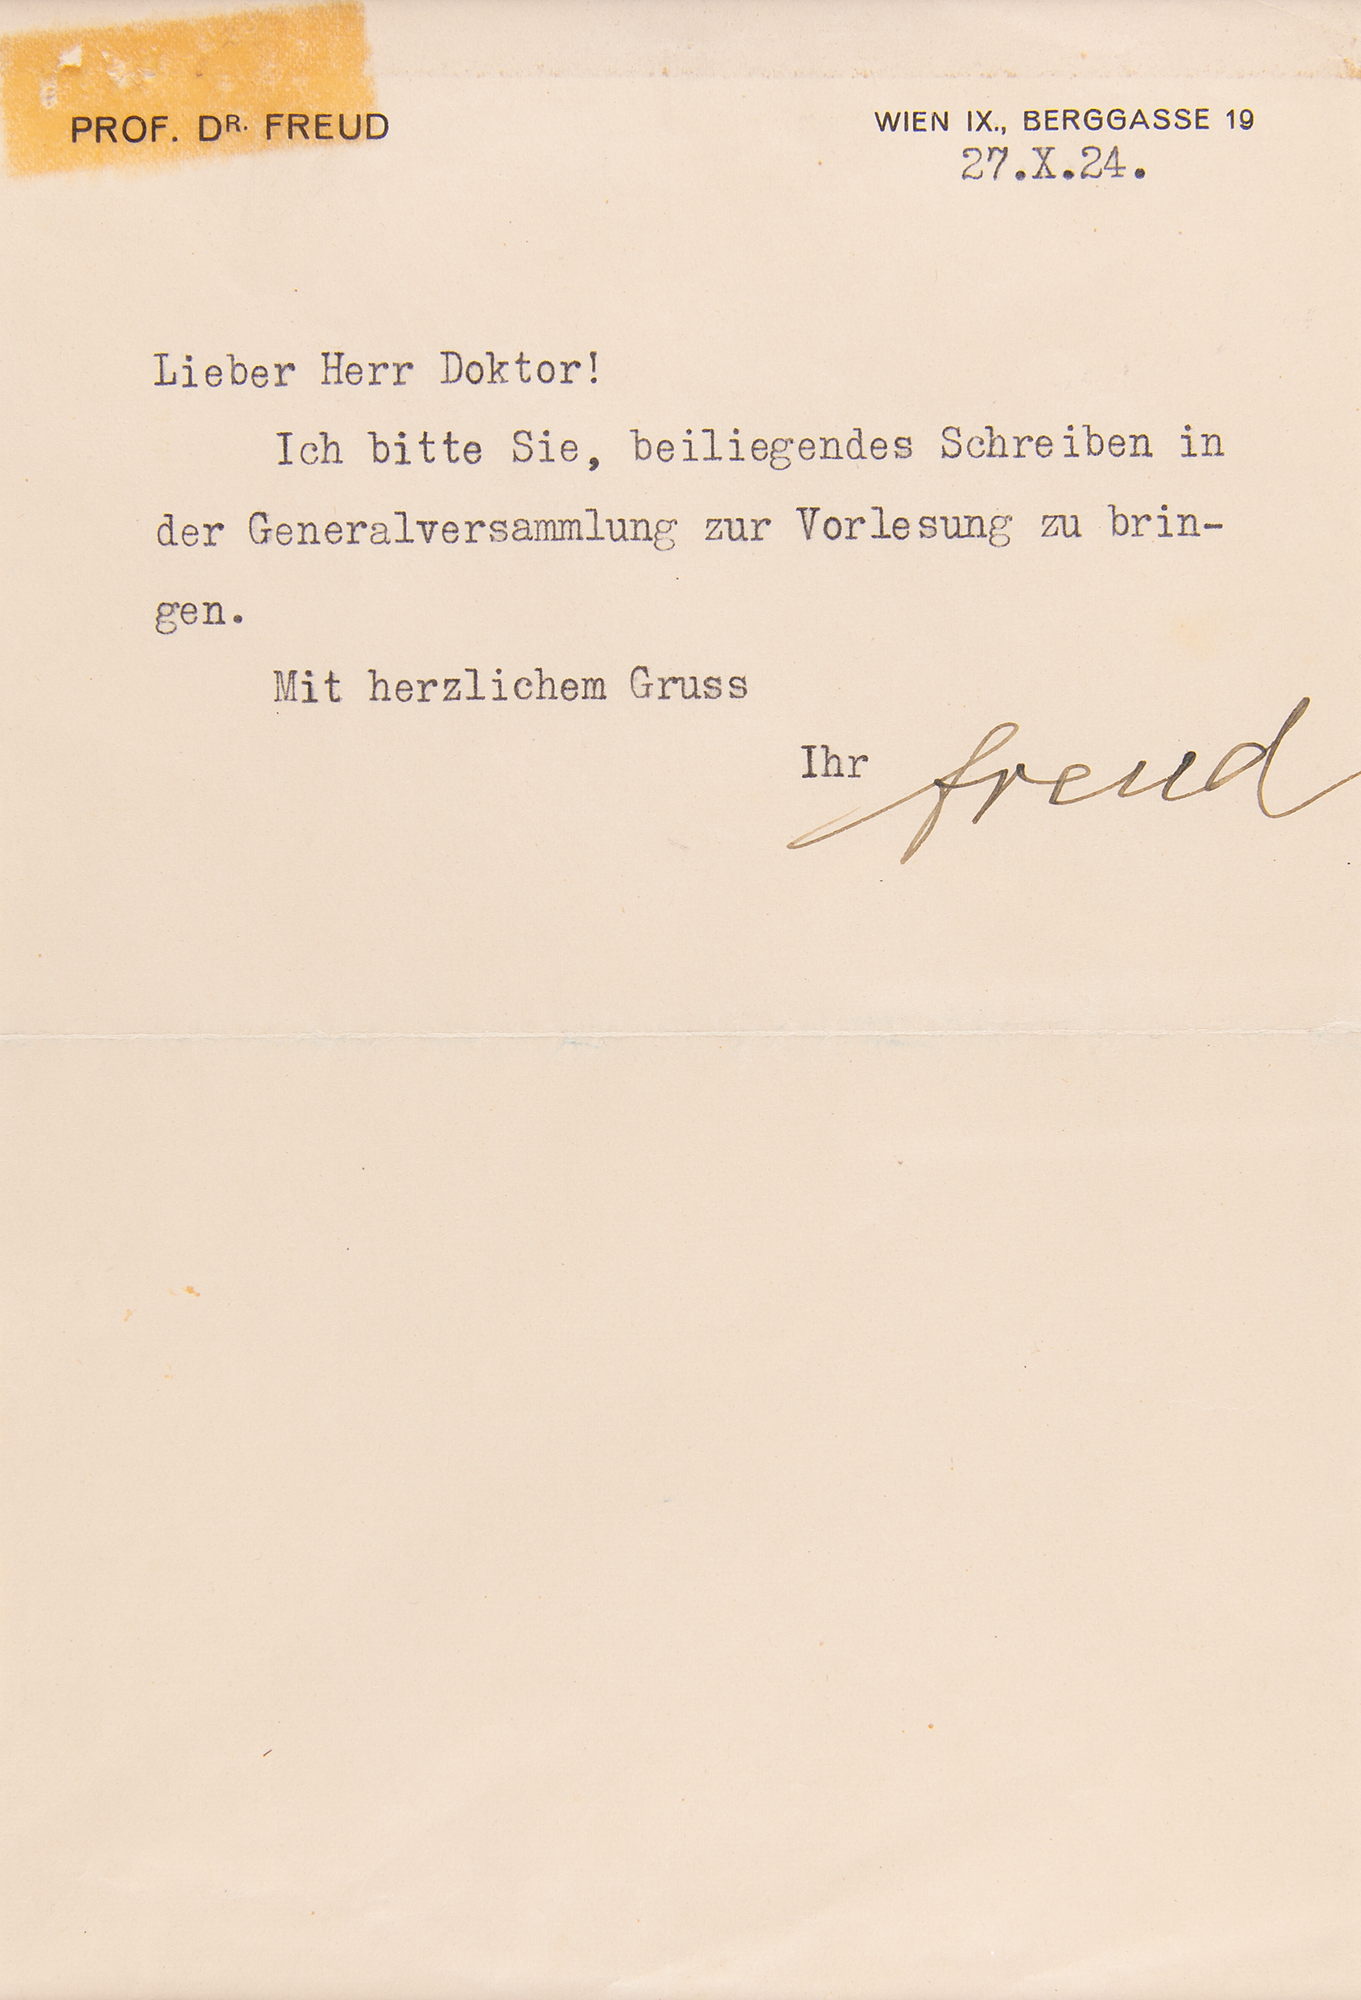 PROF. DR. FREUD
WIEN IX., BERGGASSE 19
27.X.24.
Lieber Herr Doktor!
Ich bitte Sie, beiliegendes Schreiben in
der Generalversammlung zur Vorlesung zu brin-
gen.
Mit herzlichem Gruss
Ihr freud